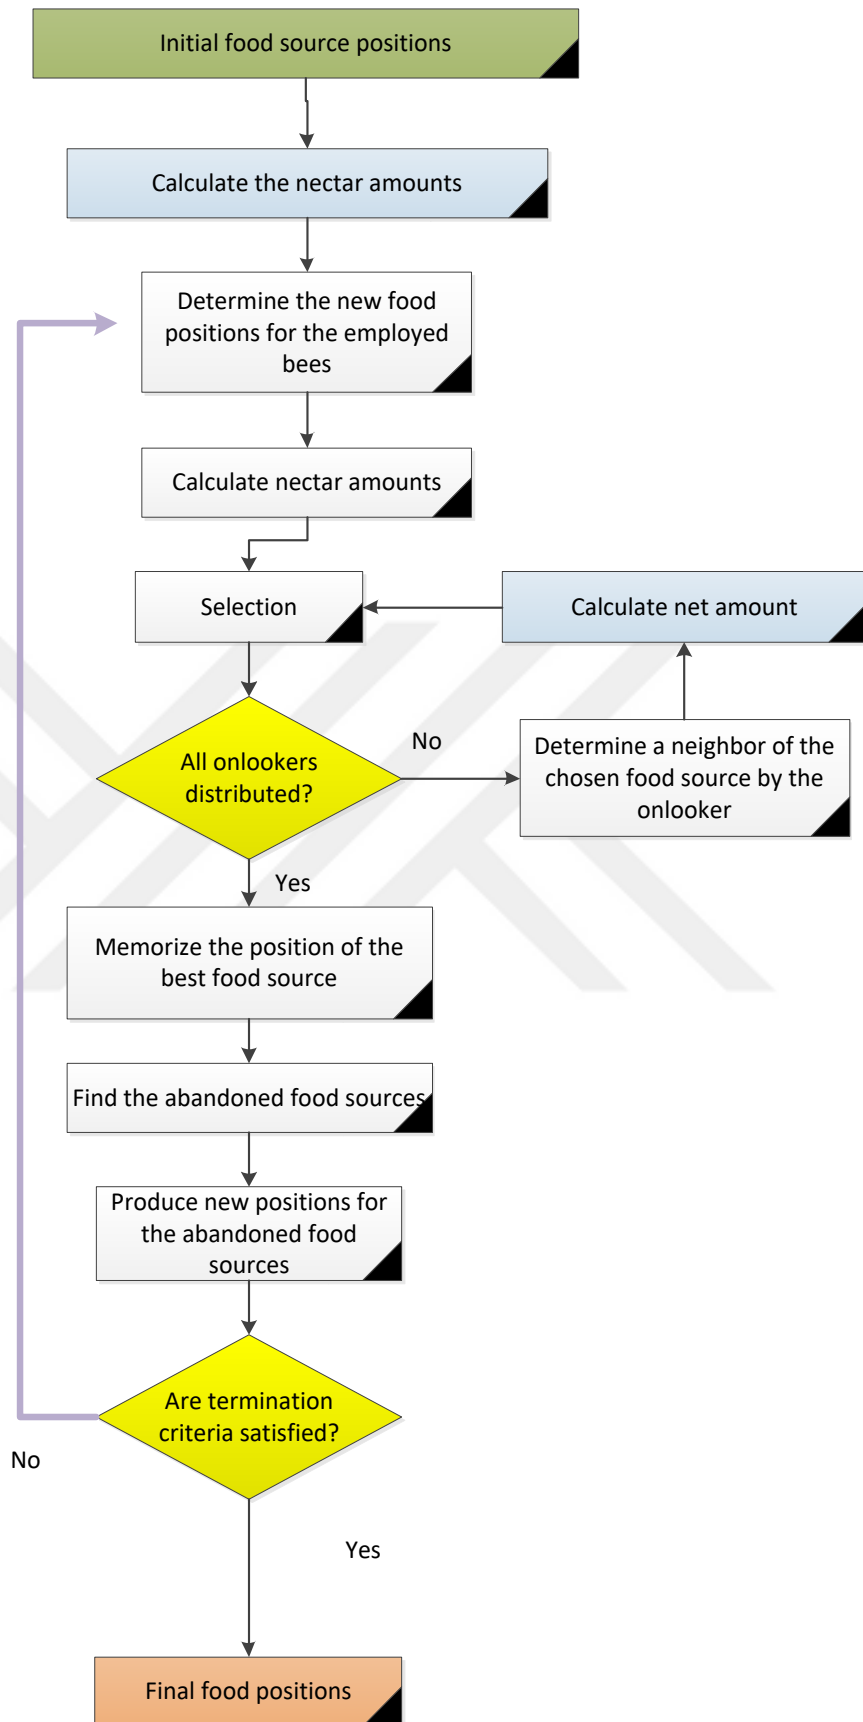 Initial food source positions
Calculate the nectar amounts
Determine the new food
positions for the employed
bees
Calculate nectar amounts
Selection
Calculate net amount
All onlookers
distributed?
No
Determine a neighbor of the
chosen food source by the
onlooker
Yes
Memorize the position of the
best food source
Find the abandoned food sources
Produce new positions for
the abandoned food
sources
Are termination
criteria satisfied?
No
Yes
Final food positions